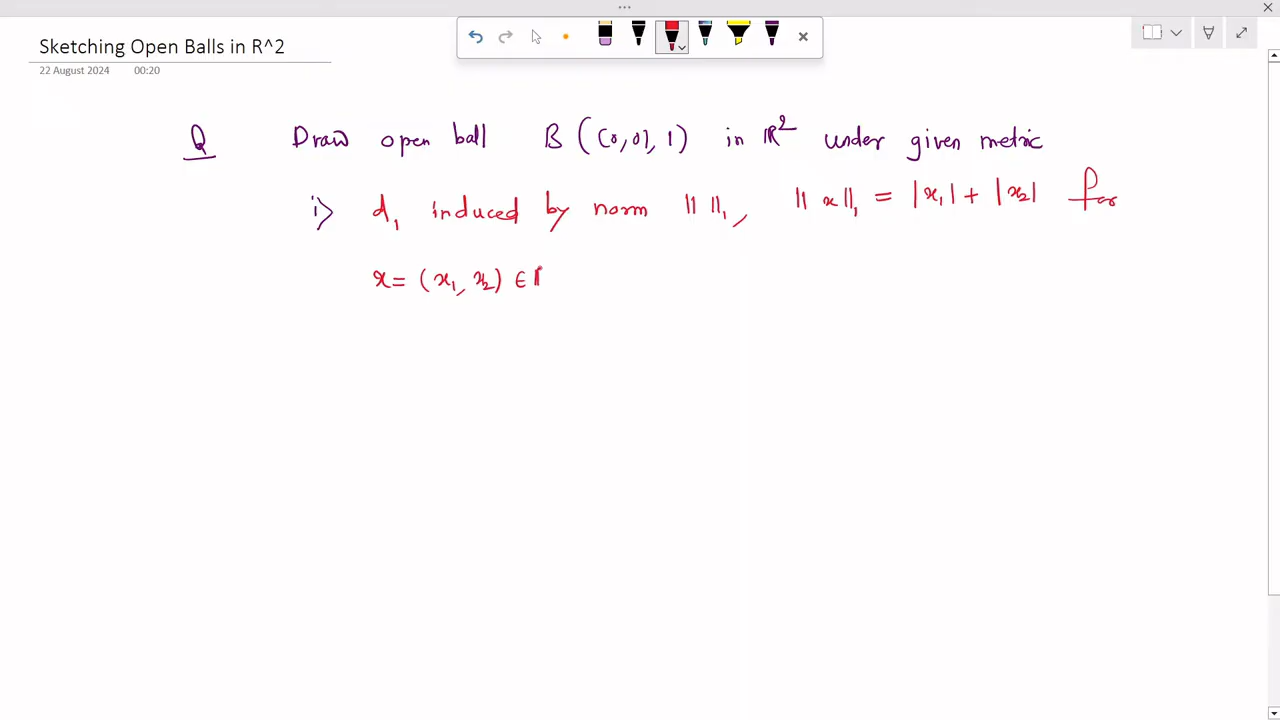 Sketching Open Balls in R^2
22 August 2024 00:20
Q Draw open ball B((0,0),1) in ℝ² under given metric
i> d₁ induced by norm || ||₁, ||x||₁ = |x₁| + |x₂| for
x = (x₁, x₂) ∈